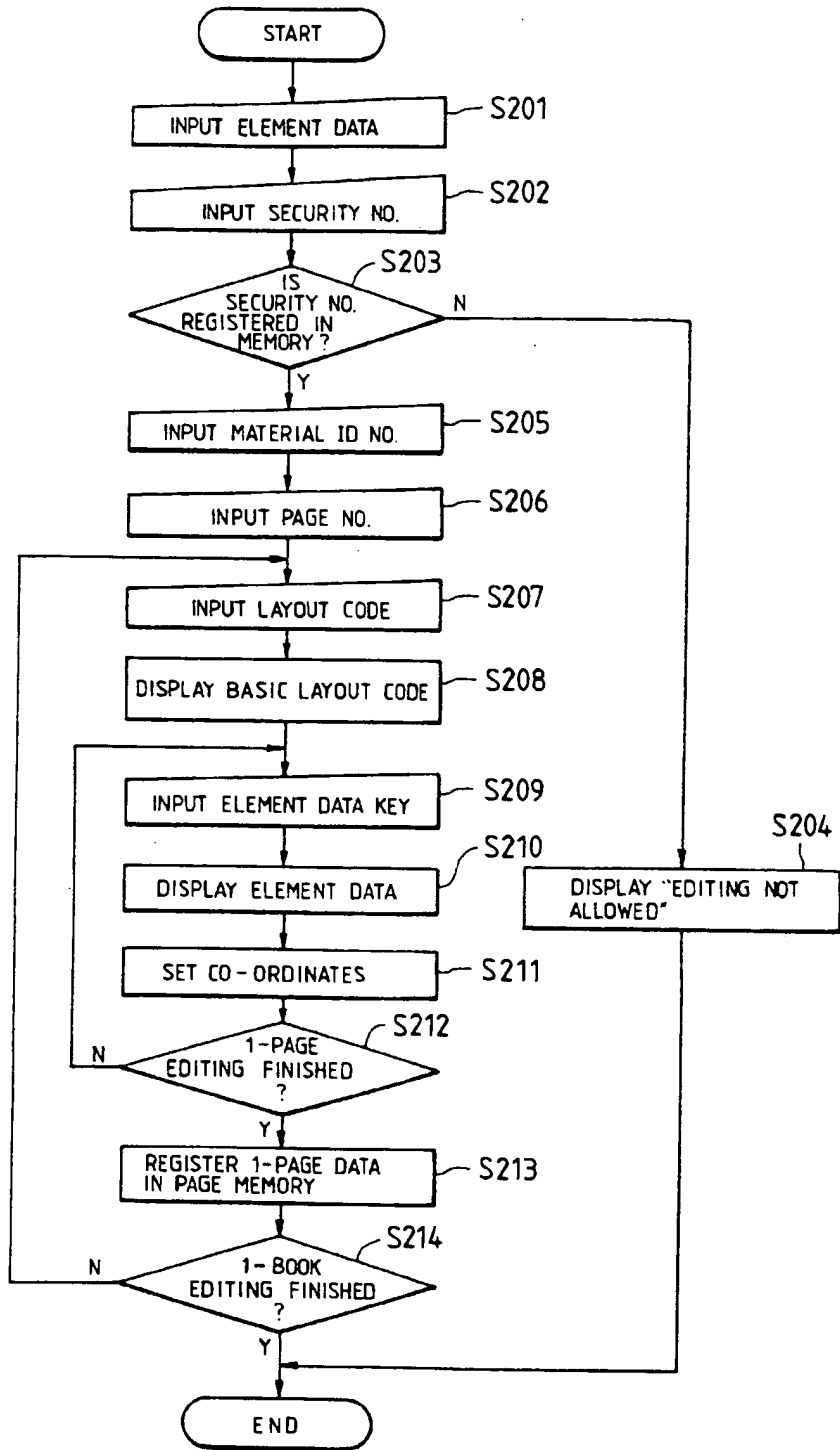 START
INPUT ELEMENT DATA
S201
INPUT SECURITY NO.
S202
S203
IS
SECURITY NO.
REGISTERED IN
MEMORY?
N
Y
INPUT MATERIAL ID NO.
S205
INPUT PAGE NO.
S206
INPUT LAYOUT CODE
S207
DISPLAY BASIC LAYOUT CODE
S208
INPUT ELEMENT DATA KEY
S209
S210
DISPLAY ELEMENT DATA
S204
DISPLAY "EDITING NOT
ALLOWED"
SET CO-ORDINATES
S211
S212
1-PAGE
EDITING FINISHED
?
N
Y
REGISTER 1-PAGE DATA
IN PAGE MEMORY
S213
S214
1-BOOK
EDITING FINISHED
?
N
Y
END